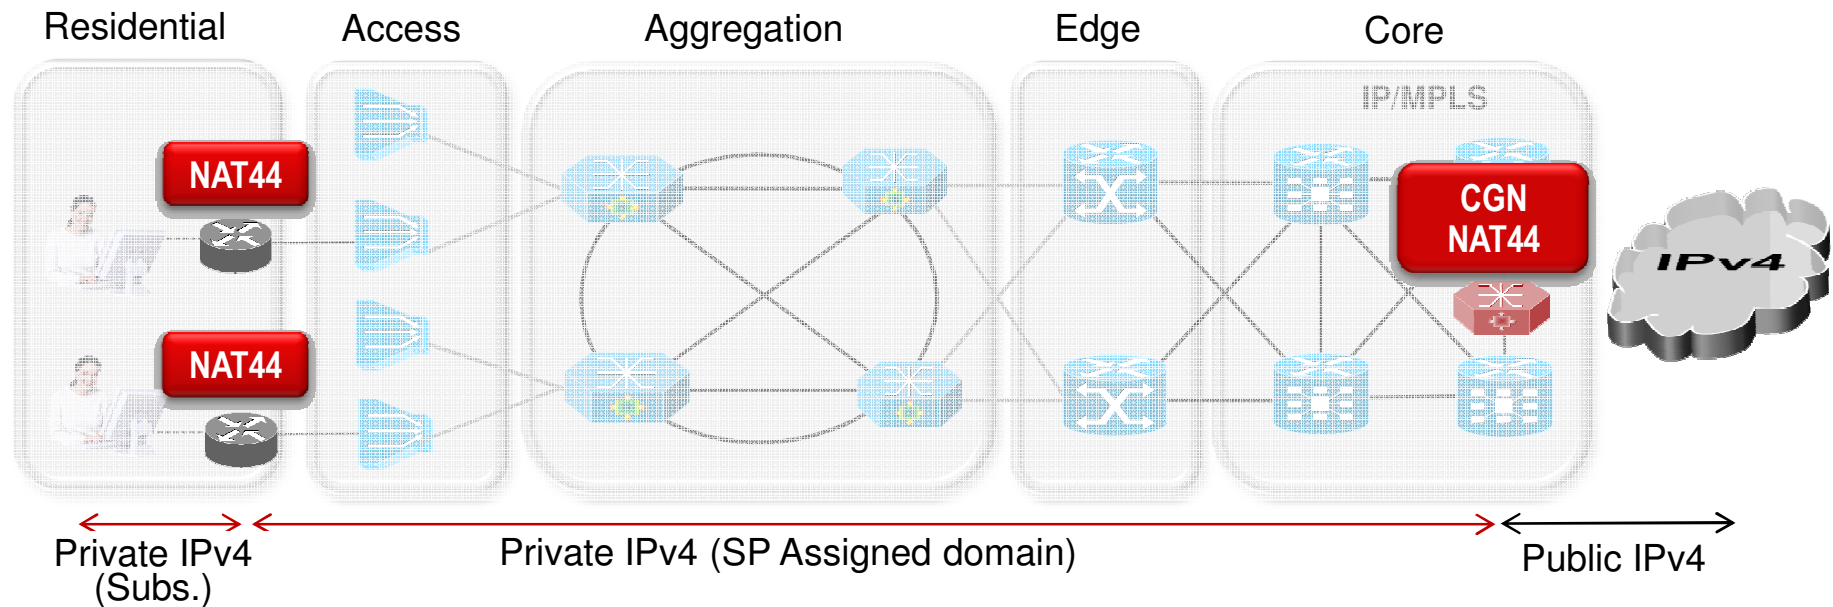 Residential
Access
Aggregation
Edge
Core
IP/MPLS
NAT44
CGN
NAT44
IPv4
NAT44
Private IPv4
(Subs.)
Private IPv4 (SP Assigned domain)
Public IPv4